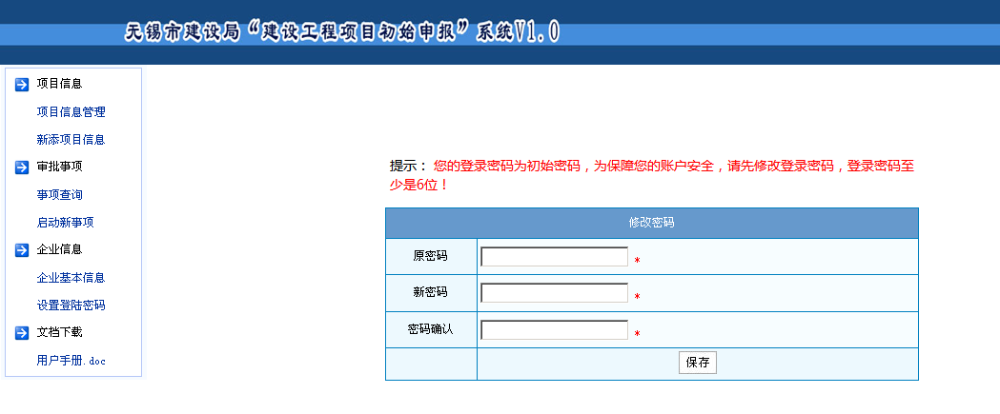 无锡市建设局“建设工程项目初始申报”系统V1.0
项目信息
项目信息管理
新添项目信息
审批事项
事项查询
启动新事项
企业信息
企业基本信息
设置登陆密码
文档下载
用户手册.doc
提示： 您的登录密码为初始密码，为保障您的账户安全，请先修改登录密码，登录密码至
少是6位！
修改密码
原密码 *
新密码 *
密码确认 *
保存